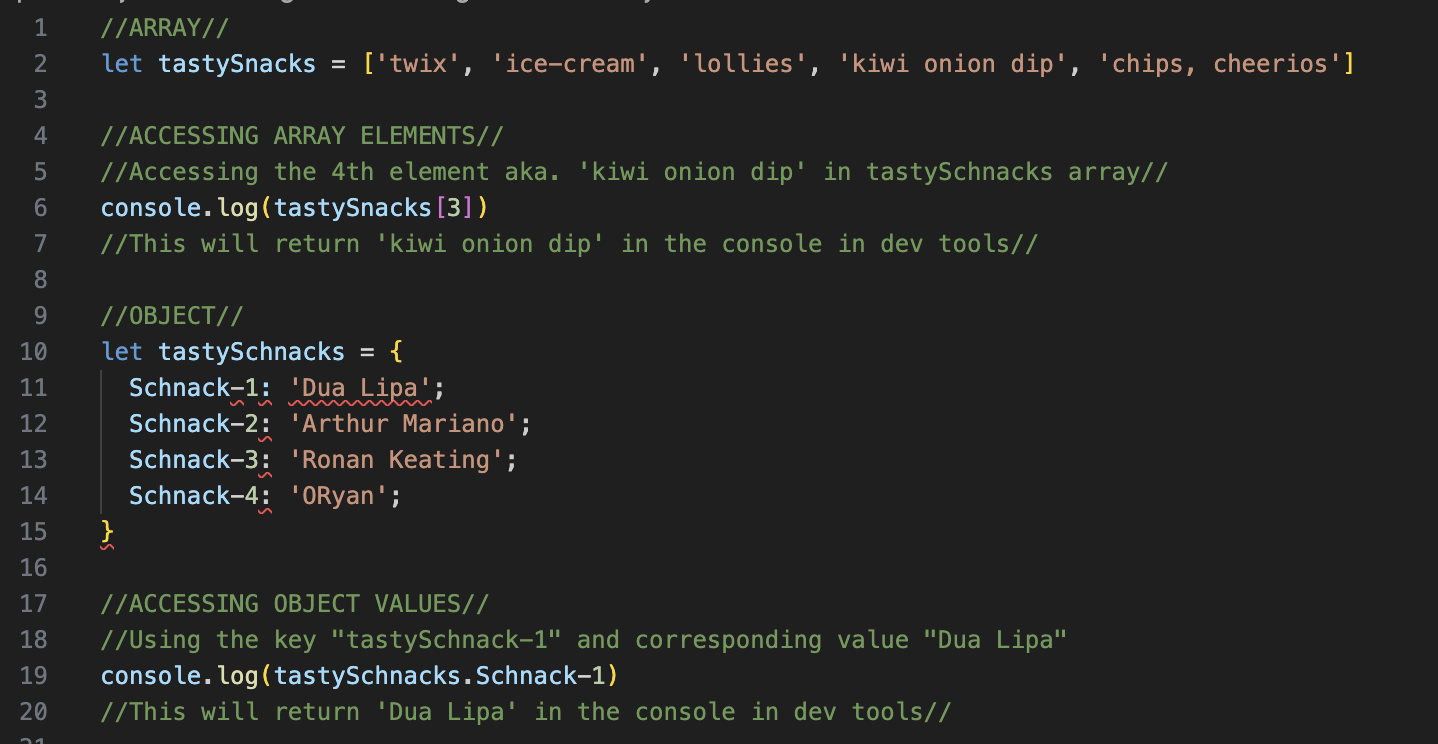 1 //ARRAY//
2 let tastySnacks = ['twix', 'ice-cream', 'lollies', 'kiwi onion dip', 'chips, cheerios']
3
4 //ACCESSING ARRAY ELEMENTS//
5 //Accessing the 4th element aka. 'kiwi onion dip' in tastySchnacks array//
6 console.log(tastySnacks[3])
7 //This will return 'kiwi onion dip' in the console in dev tools//
8
9 //OBJECT//
10 let tastySchnacks = {
11   Schnack-1: 'Dua Lipa';
12   Schnack-2: 'Arthur Mariano';
13   Schnack-3: 'Ronan Keating';
14   Schnack-4: 'ORyan';
15 }
16
17 //ACCESSING OBJECT VALUES//
18 //Using the key "tastySchnack-1" and corresponding value "Dua Lipa"
19 console.log(tastySchnacks.Schnack-1)
20 //This will return 'Dua Lipa' in the console in dev tools//